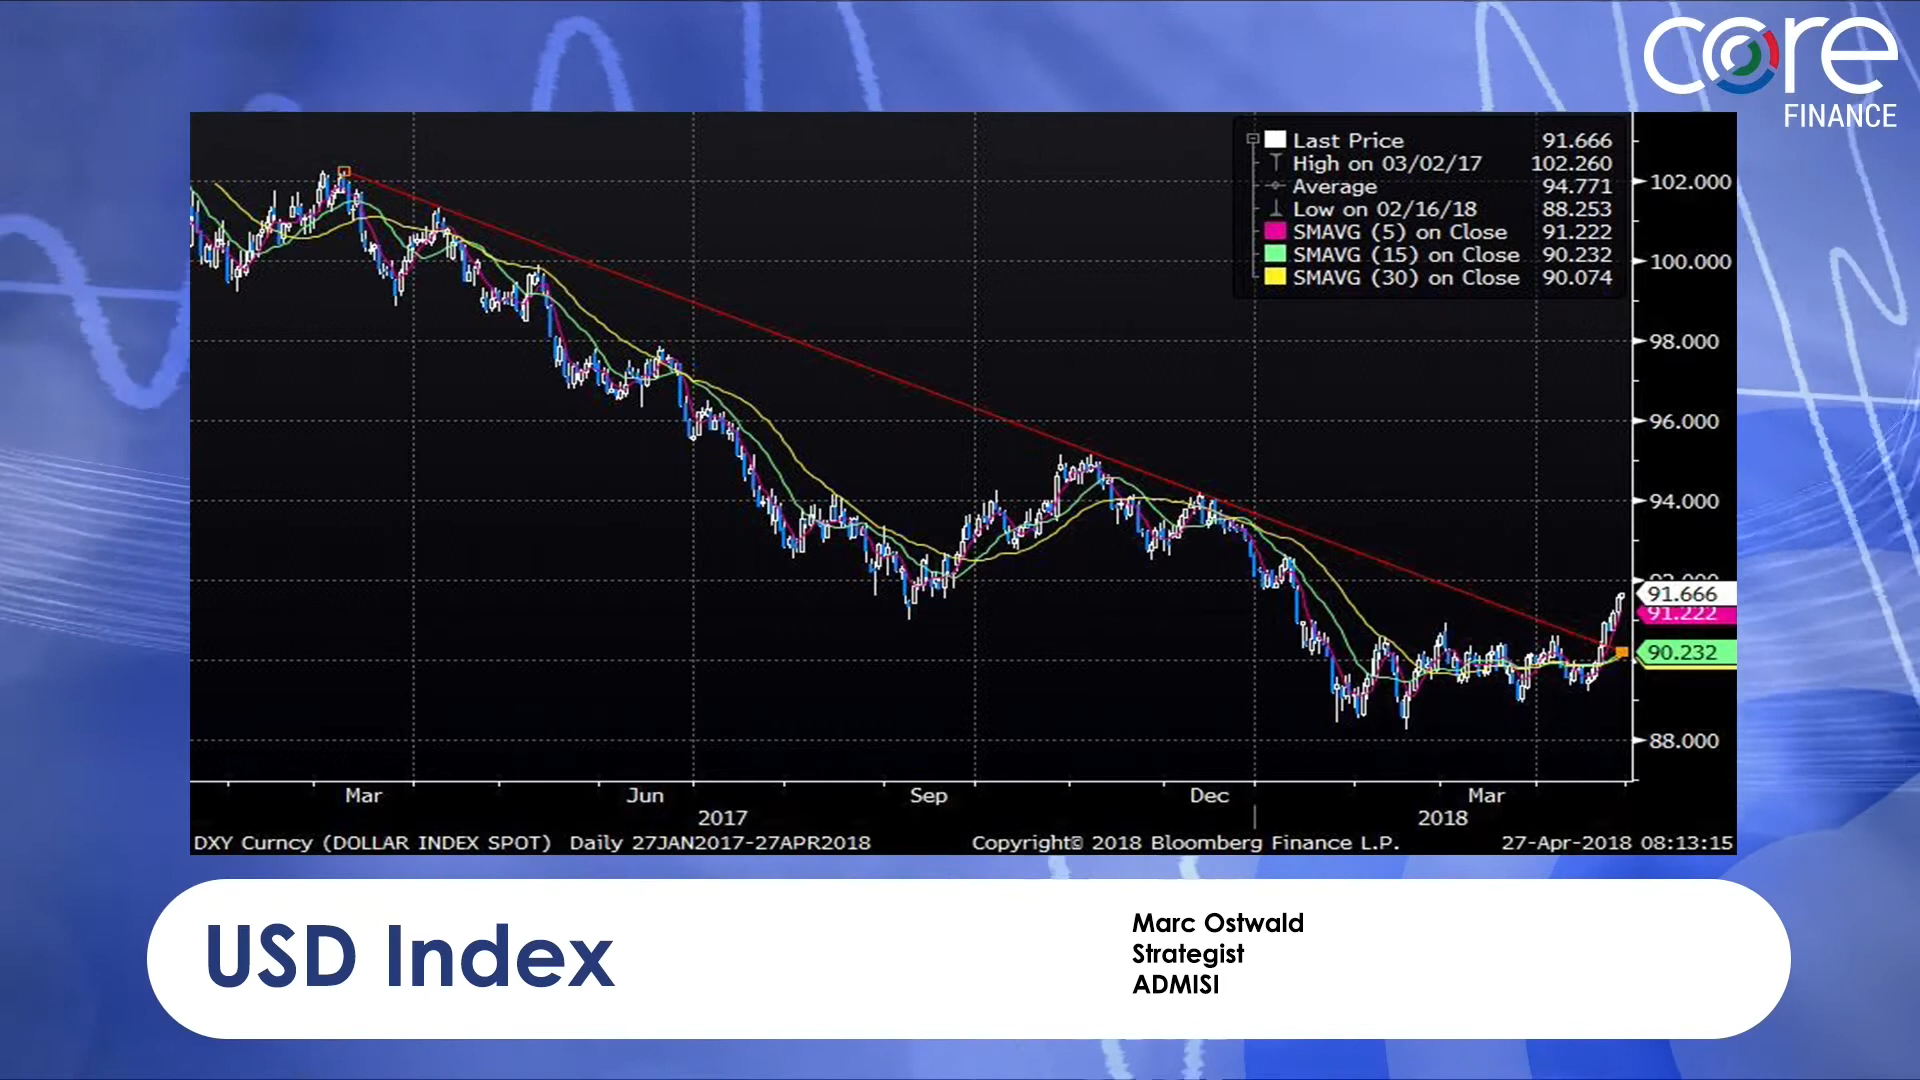 core
FINANCE
Last Price 91.666
High on 03/02/17 102.260
Average 94.771
Low on 02/16/18 88.253
SMAVG (5) on Close 91.222
SMAVG (15) on Close 90.232
SMAVG (30) on Close 90.074
102.000
100.000
98.000
96.000
94.000
92.000
91.666
91.222
90.232
88.000
Mar Jun Sep Dec Mar
2017 2018
DXY Curncy (DOLLAR INDEX SPOT) Daily 27JAN2017-27APR2018 Copyright© 2018 Bloomberg Finance L.P. 27-Apr-2018 08:13:15
USD Index
Marc Ostwald
Strategist
ADMISI